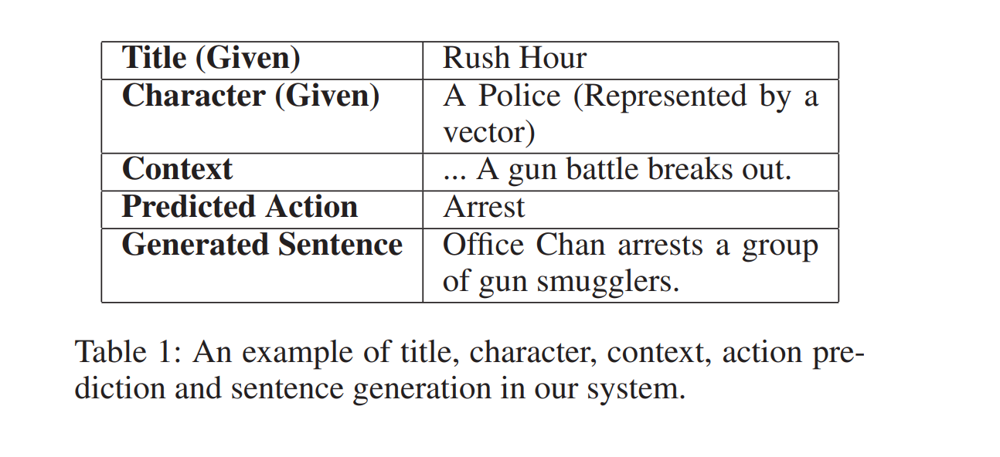 Title (Given) Rush Hour
Character (Given) A Police (Represented by a
vector)
Context ... A gun battle breaks out.
Predicted Action Arrest
Generated Sentence Office Chan arrests a group
of gun smugglers.
Table 1: An example of title, character, context, action pre-
diction and sentence generation in our system.